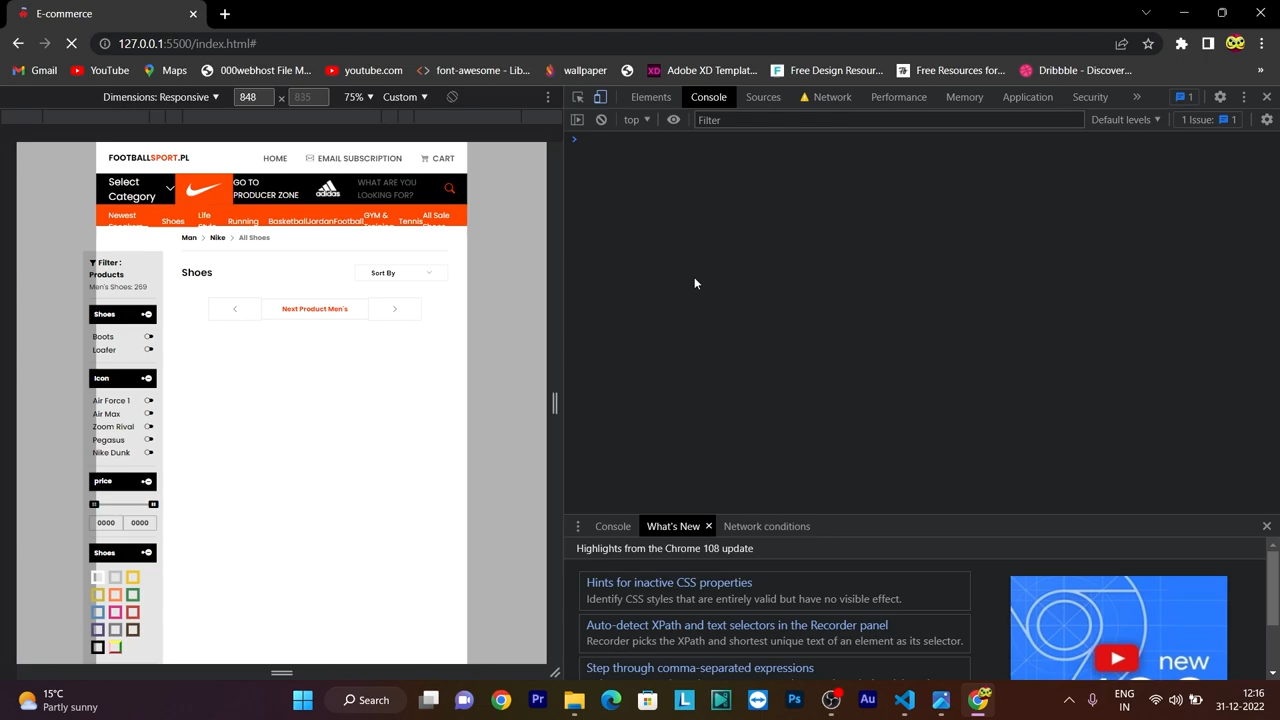 E-commerce
127.0.0.1:5500/index.html#
Gmail
YouTube
Maps
000webhost File M...
youtube.com
font-awesome - Lib...
wallpaper
XD
Adobe XD Templat...
F
Free Design Resour...
Free Resources for...
Dribbble - Discover...
»
Dimensions: Responsive
848
×
835
75%
Custom
Elements
Console
Sources
Network
Performance
Memory
Application
Security
»
1
top
Filter
Default levels
1 Issue:
1
FOOTBALLSPORT.PL
HOME
EMAIL SUBSCRIPTION
CART
Select
Category
GO TO
PRODUCER ZONE
adidas
WHAT ARE YOU
LOoKING FOR?
Newest
Shoes
Life
Running
Basketball
Jordan
Football
GYM &
Tennis
All Sale
Man
Nike
All Shoes
Filter :
Products
Men's Shoes: 269
Shoes
Sort By
Next Product Men's
Shoes
Boots
Loafer
Icon
Air Force 1
Air Max
Zoom Rival
Pegasus
Nike Dunk
price
0000
0000
Shoes
Console
What's New
Network conditions
Highlights from the Chrome 108 update
Hints for inactive CSS properties
Identify CSS styles that are entirely valid but have no visible effect.
Auto-detect XPath and text selectors in the Recorder panel
Recorder picks the XPath and shortest unique text of an element as its selector.
Step through comma-separated expressions
new
15°C
Partly sunny
Search
Pr
L
Ps
Au
ENG
IN
12:16
31-12-2022